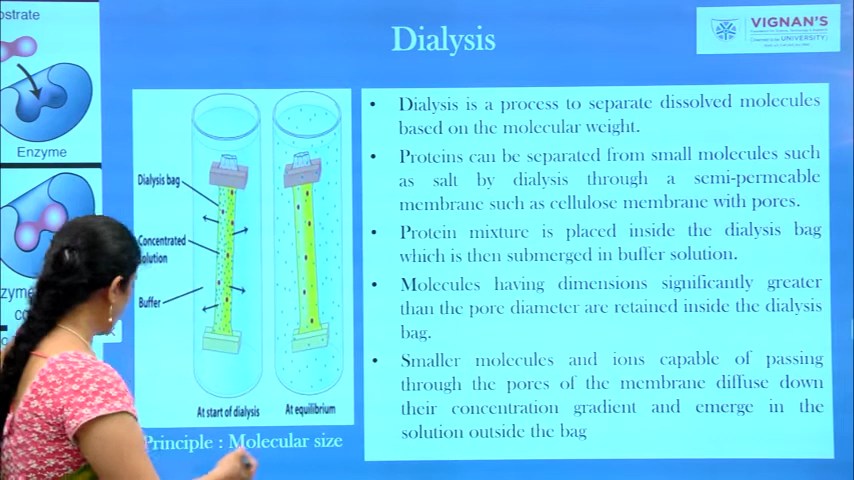 Dialysis
VIGNAN'S
UNIVERSITY
Enzyme
Dialysis bag
Concentrated
solution
Buffer
At start of dialysis
At equilibrium
Principle : Molecular size
• Dialysis is a process to separate dissolved molecules
based on the molecular weight.
• Proteins can be separated from small molecules such
as salt by dialysis through a semi-permeable
membrane such as cellulose membrane with pores.
• Protein mixture is placed inside the dialysis bag
which is then submerged in buffer solution.
• Molecules having dimensions significantly greater
than the pore diameter are retained inside the dialysis
bag.
• Smaller molecules and ions capable of passing
through the pores of the membrane diffuse down
their concentration gradient and emerge in the
solution outside the bag